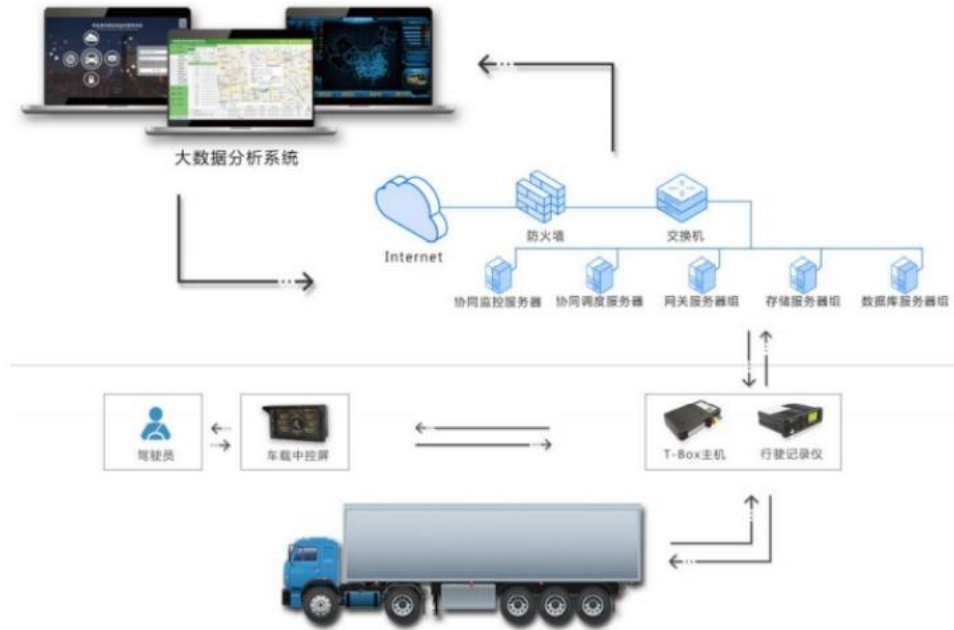 大数据分析系统
Internet
防火墙
交换机
协同监控服务器
协同调度服务器
网关服务器组
存储服务器组
数据库服务器组
驾驶员
车载中控屏
T-Box主机
行驶记录仪